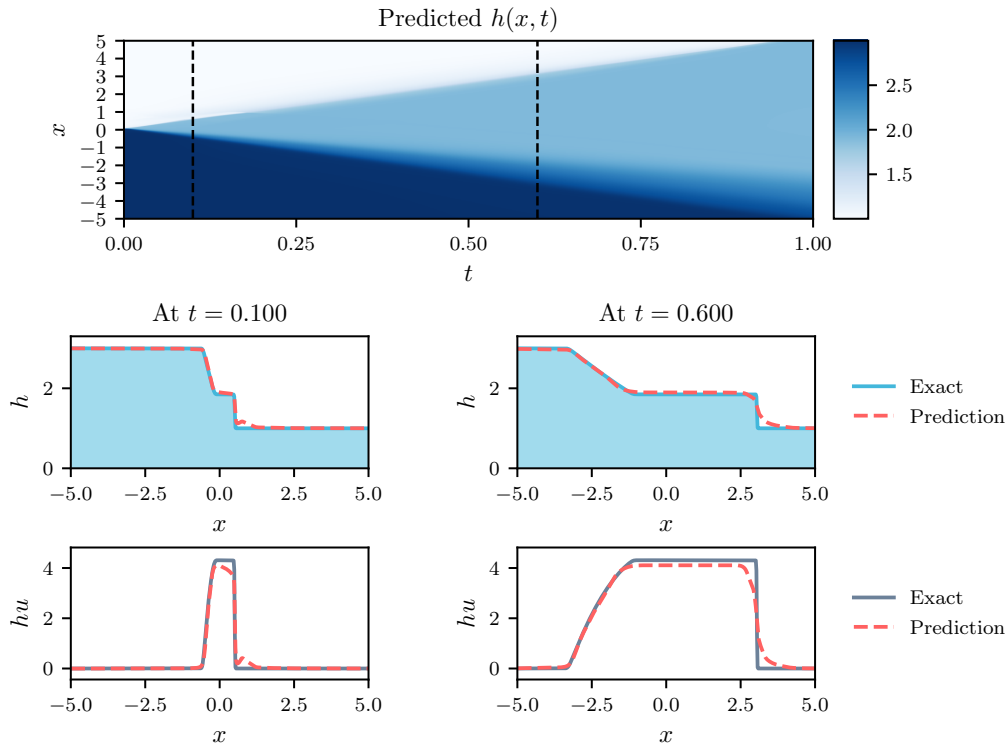 Predicted h(x, t)
5
4
3
2
1
0
−1
−2
−3
−4
−5
x
0.00 0.25 0.50 0.75 1.00
t
2.5
2.0
1.5
At t = 0.100
At t = 0.600
2
0
h
−5.0 −2.5 0.0 2.5 5.0
x
2
0
h
−5.0 −2.5 0.0 2.5 5.0
x
Exact
Prediction
4
2
0
hu
−5.0 −2.5 0.0 2.5 5.0
x
4
2
0
hu
−5.0 −2.5 0.0 2.5 5.0
x
Exact
Prediction